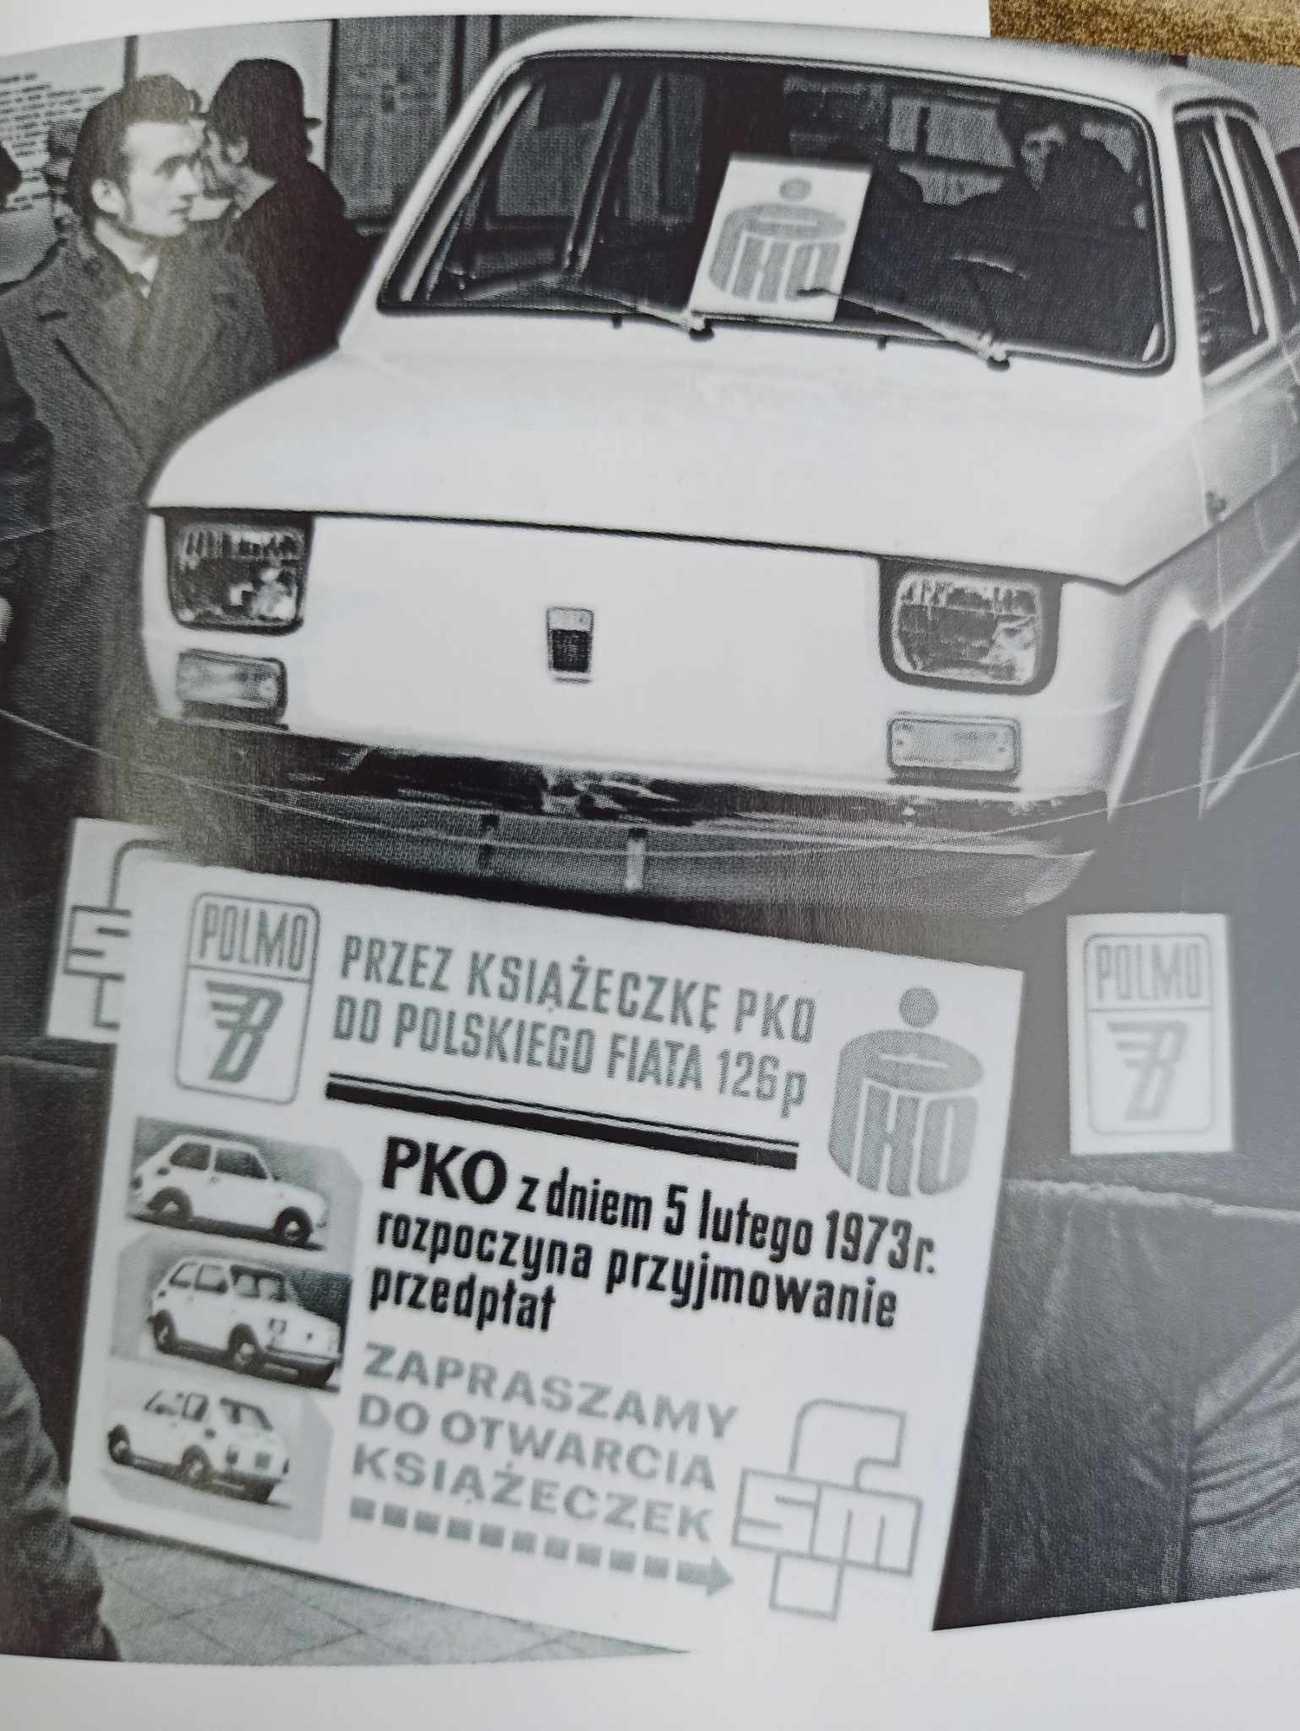 PKO
POLMO
PRZEZ KSIĄŻECZKĘ PKO
DO POLSKIEGO FIATA 126p
PKO
PKO z dniem 5 lutego 1973r.
rozpoczyna przyjmowanie
przedpłat
ZAPRASZAMY
DO OTWARCIA
KSIĄŻECZEK
SM
POLMO